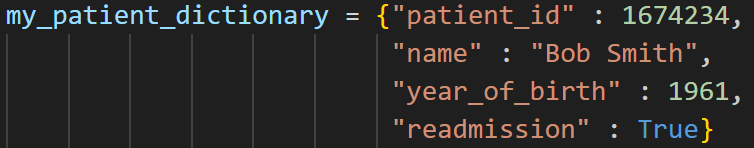 my_patient_dictionary = {"patient_id" : 1674234,
"name" : "Bob Smith",
"year_of_birth" : 1961,
"readmission" : True}